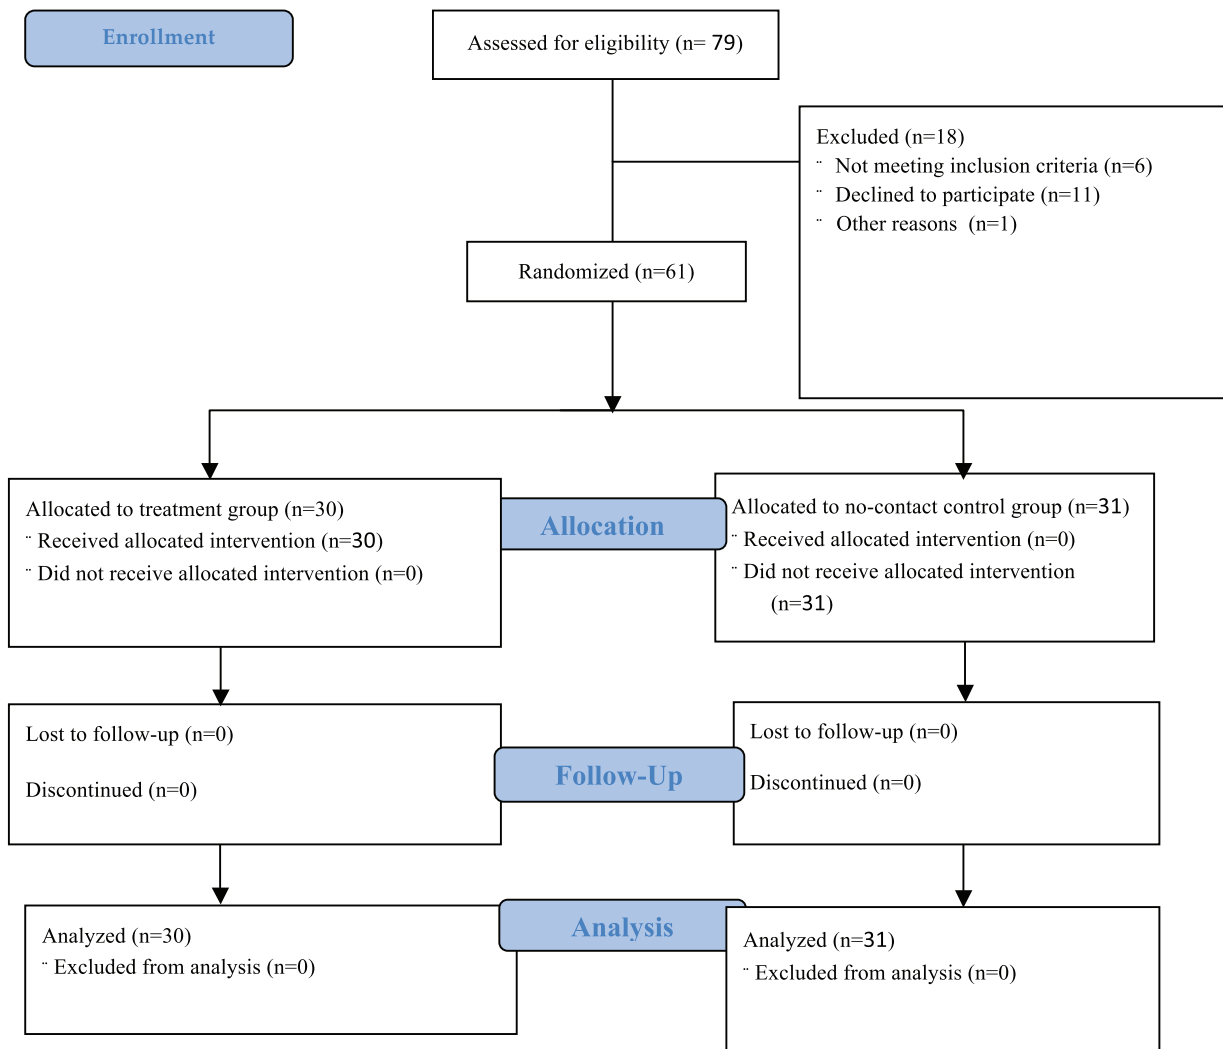 Enrollment
Assessed for eligibility (n= 79)
Excluded (n=18)
¨ Not meeting inclusion criteria (n=6)
¨ Declined to participate (n=11)
¨ Other reasons (n=1)
Randomized (n=61)
Allocated to treatment group (n=30)
¨ Received allocated intervention (n=30)
¨ Did not receive allocated intervention (n=0)
Allocation
Allocated to no-contact control group (n=31)
¨ Received allocated intervention (n=0)
¨ Did not receive allocated intervention
(n=31)
Lost to follow-up (n=0)
Discontinued (n=0)
Follow-Up
Lost to follow-up (n=0)
Discontinued (n=0)
Analyzed (n=30)
¨ Excluded from analysis (n=0)
Analysis
Analyzed (n=31)
¨ Excluded from analysis (n=0)